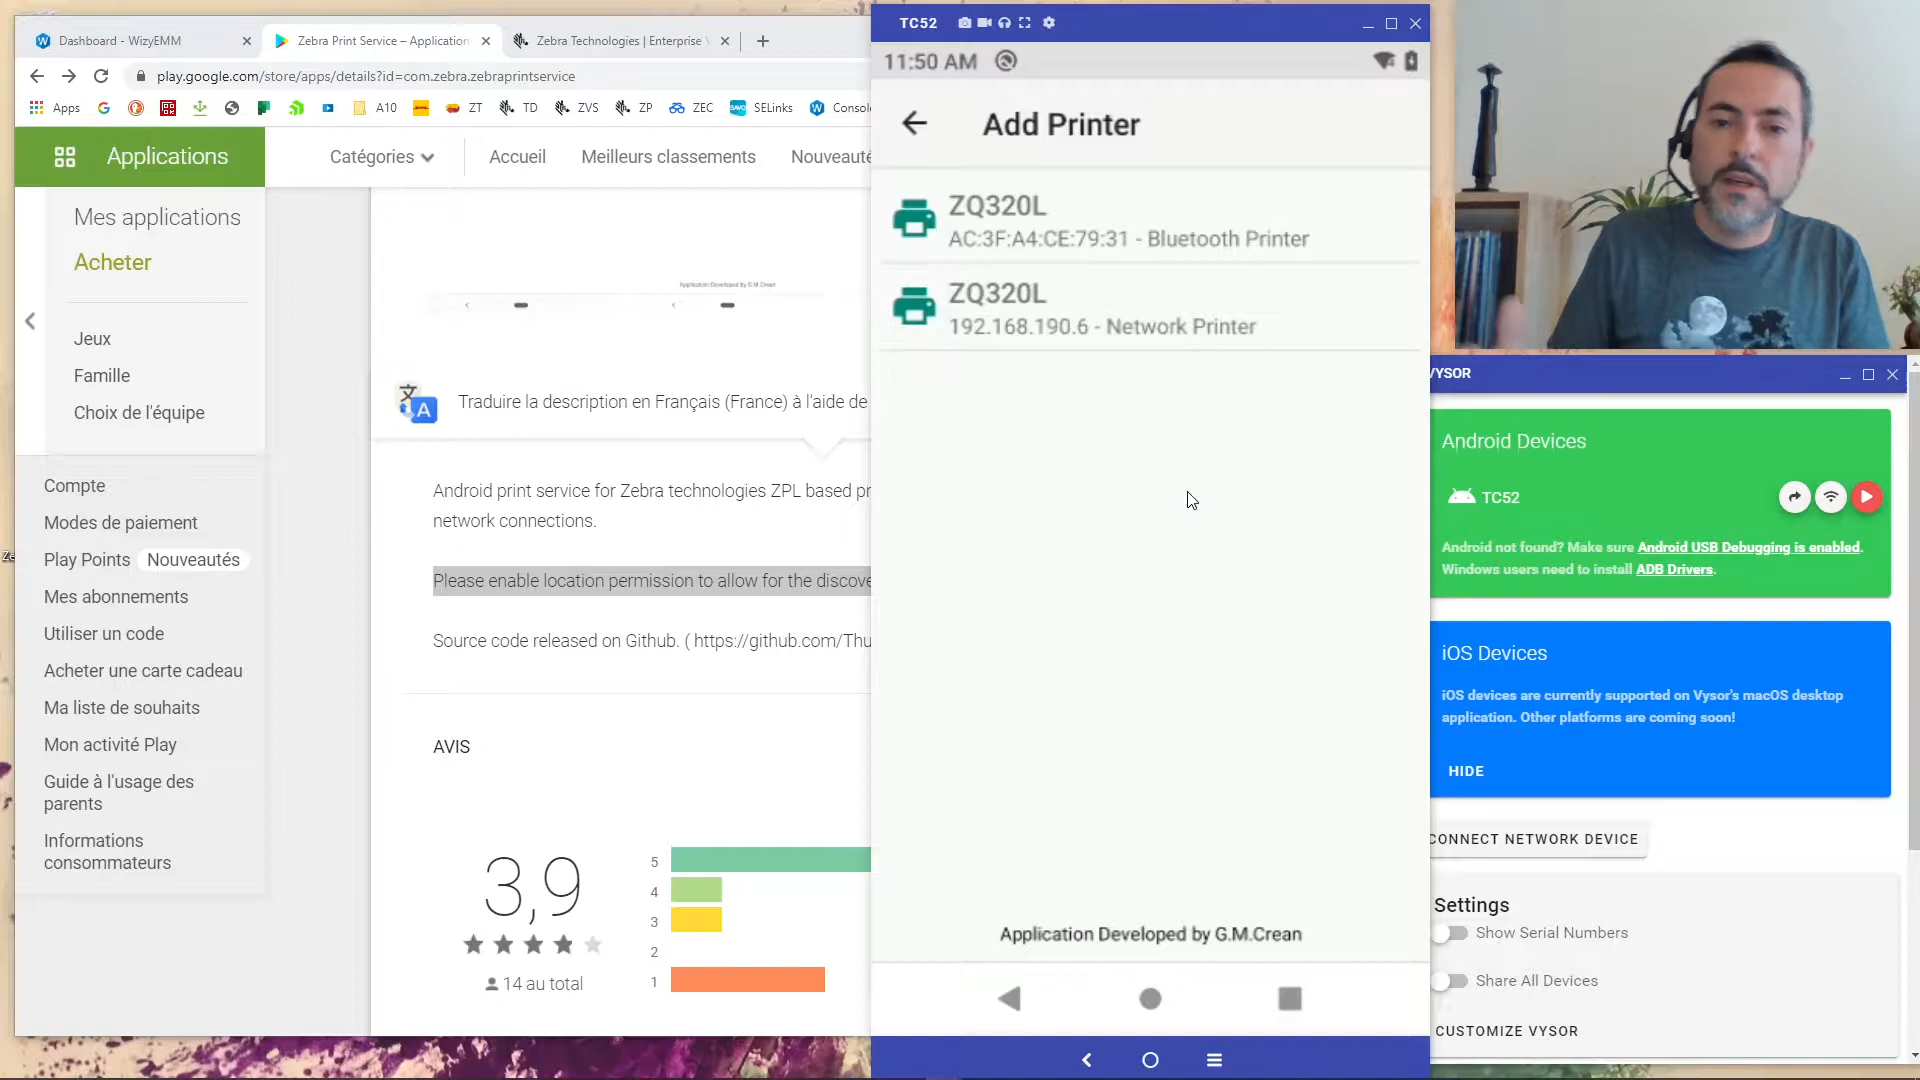 Dashboard - WizyEMM
Zebra Print Service – Application
Zebra Technologies | Enterprise V
play.google.com/store/apps/details?id=com.zebra.zebraprintservice
Apps
A10
ZT
TD
ZVS
ZP
ZEC
SELinks
Consol
Applications
Catégories
Accueil
Meilleurs classements
Nouveauté
Mes applications
Acheter
Jeux
Famille
Choix de l'équipe
Compte
Modes de paiement
Play Points Nouveautés
Mes abonnements
Utiliser un code
Acheter une carte cadeau
Ma liste de souhaits
Mon activité Play
Guide à l'usage des
parents
Informations
consommateurs
Application Developed by G.M.Crean
Traduire la description en Français (France) à l'aide de
Android print service for Zebra technologies ZPL based pr
network connections.
Please enable location permission to allow for the discove
Source code released on Github. ( https://github.com/Thu
AVIS
3,9
14 au total
5
4
3
2
1
TC52
11:50 AM
Add Printer
ZQ320L
AC:3F:A4:CE:79:31 - Bluetooth Printer
ZQ320L
192.168.190.6 - Network Printer
Application Developed by G.M.Crean
VYSOR
Android Devices
TC52
Android not found? Make sure Android USB Debugging is enabled.
Windows users need to install ADB Drivers.
iOS Devices
iOS devices are currently supported on Vysor's macOS desktop
application. Other platforms are coming soon!
HIDE
CONNECT NETWORK DEVICE
Settings
Show Serial Numbers
Share All Devices
CUSTOMIZE VYSOR